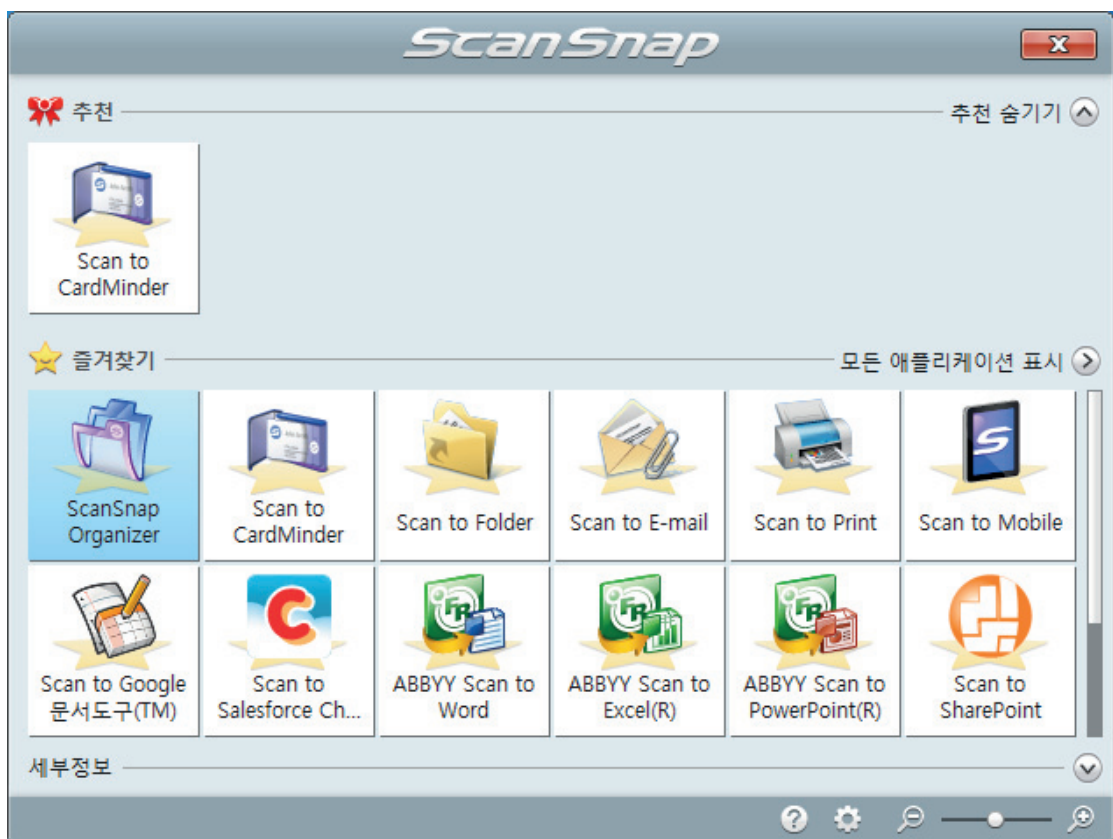 ScanSnap
추천
추천 숨기기
Scan to
CardMinder
즐겨찾기
모든 애플리케이션 표시
ScanSnap
Organizer
Scan to
CardMinder
Scan to Folder
Scan to E-mail
Scan to Print
Scan to Mobile
Scan to Google
문서도구(TM)
Scan to
Salesforce Ch...
ABBYY Scan to
Word
ABBYY Scan to
Excel(R)
ABBYY Scan to
PowerPoint(R)
Scan to
SharePoint
세부정보